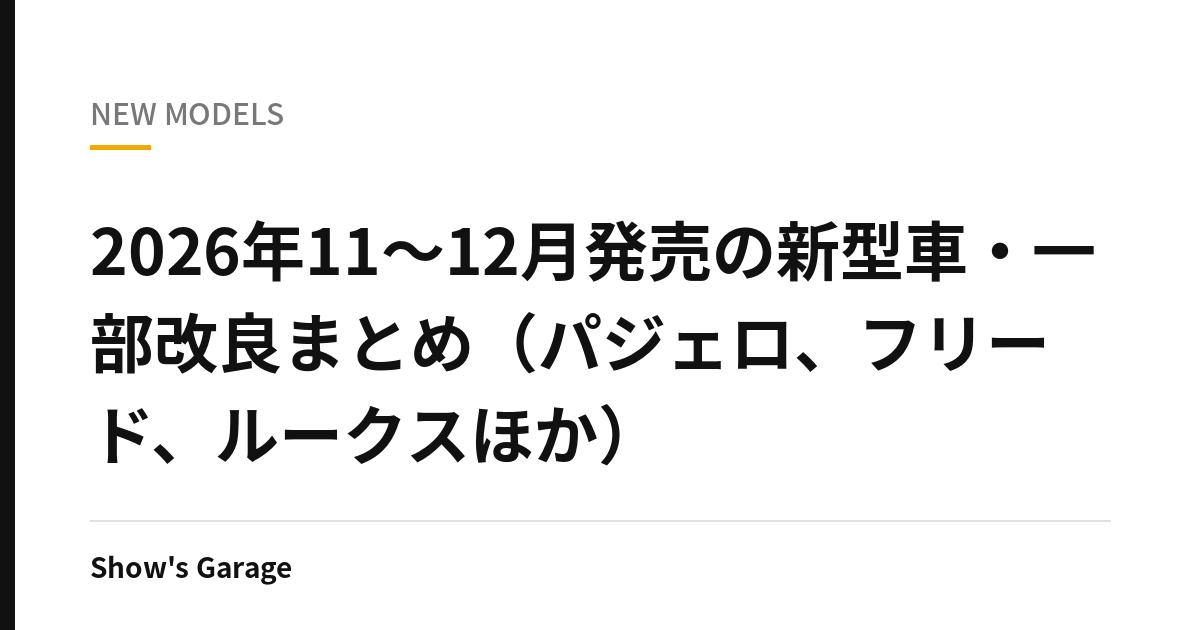 NEW MODELS
2026年11〜12月発売の新型車・一
部改良まとめ（パジェロ、フリー
ド、ルークスほか）
Show's Garage